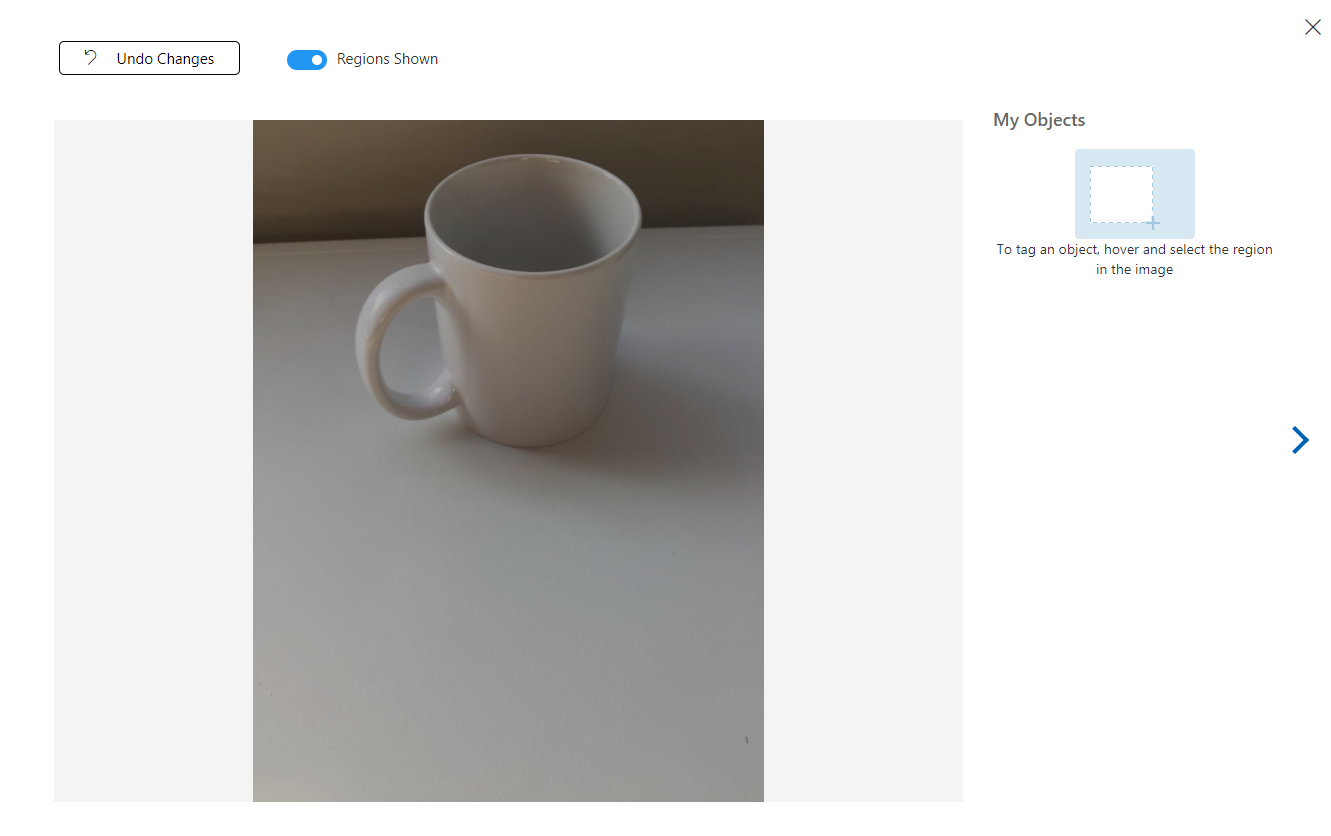 Undo Changes
Regions Shown
My Objects
To tag an object, hover and select the region
in the image